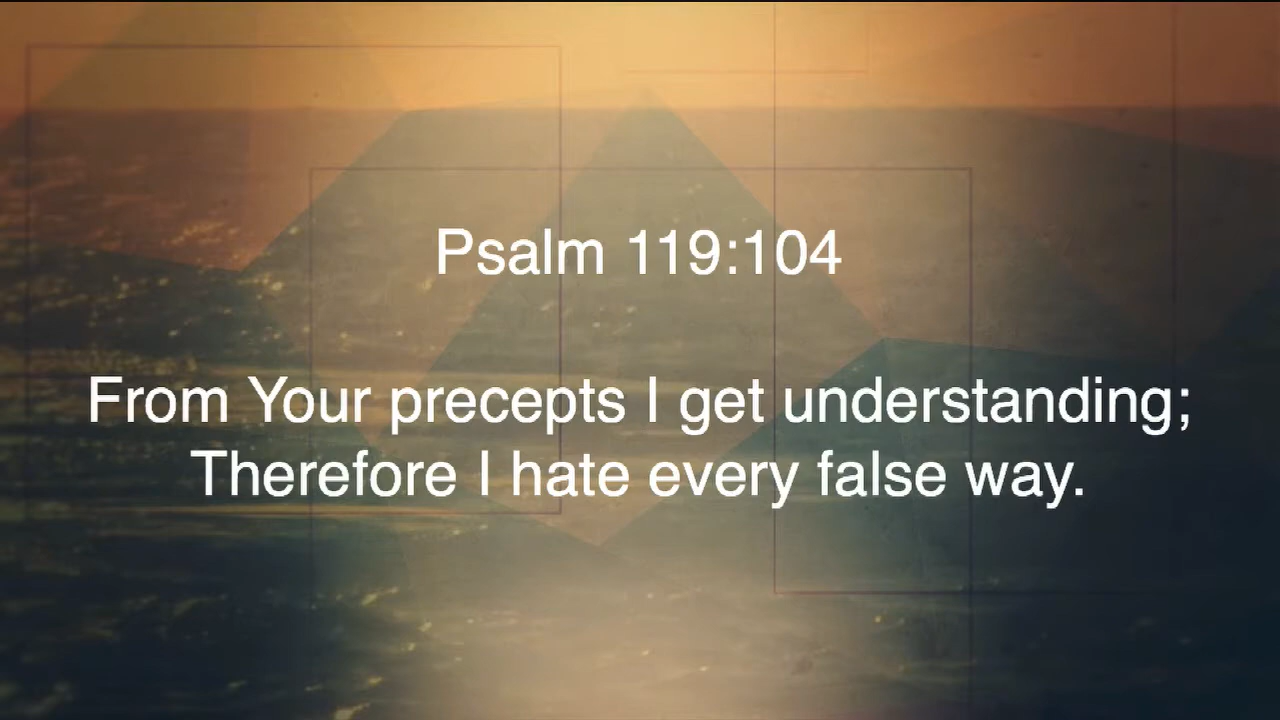 Psalm 119:104
From Your precepts I get understanding;
Therefore I hate every false way.